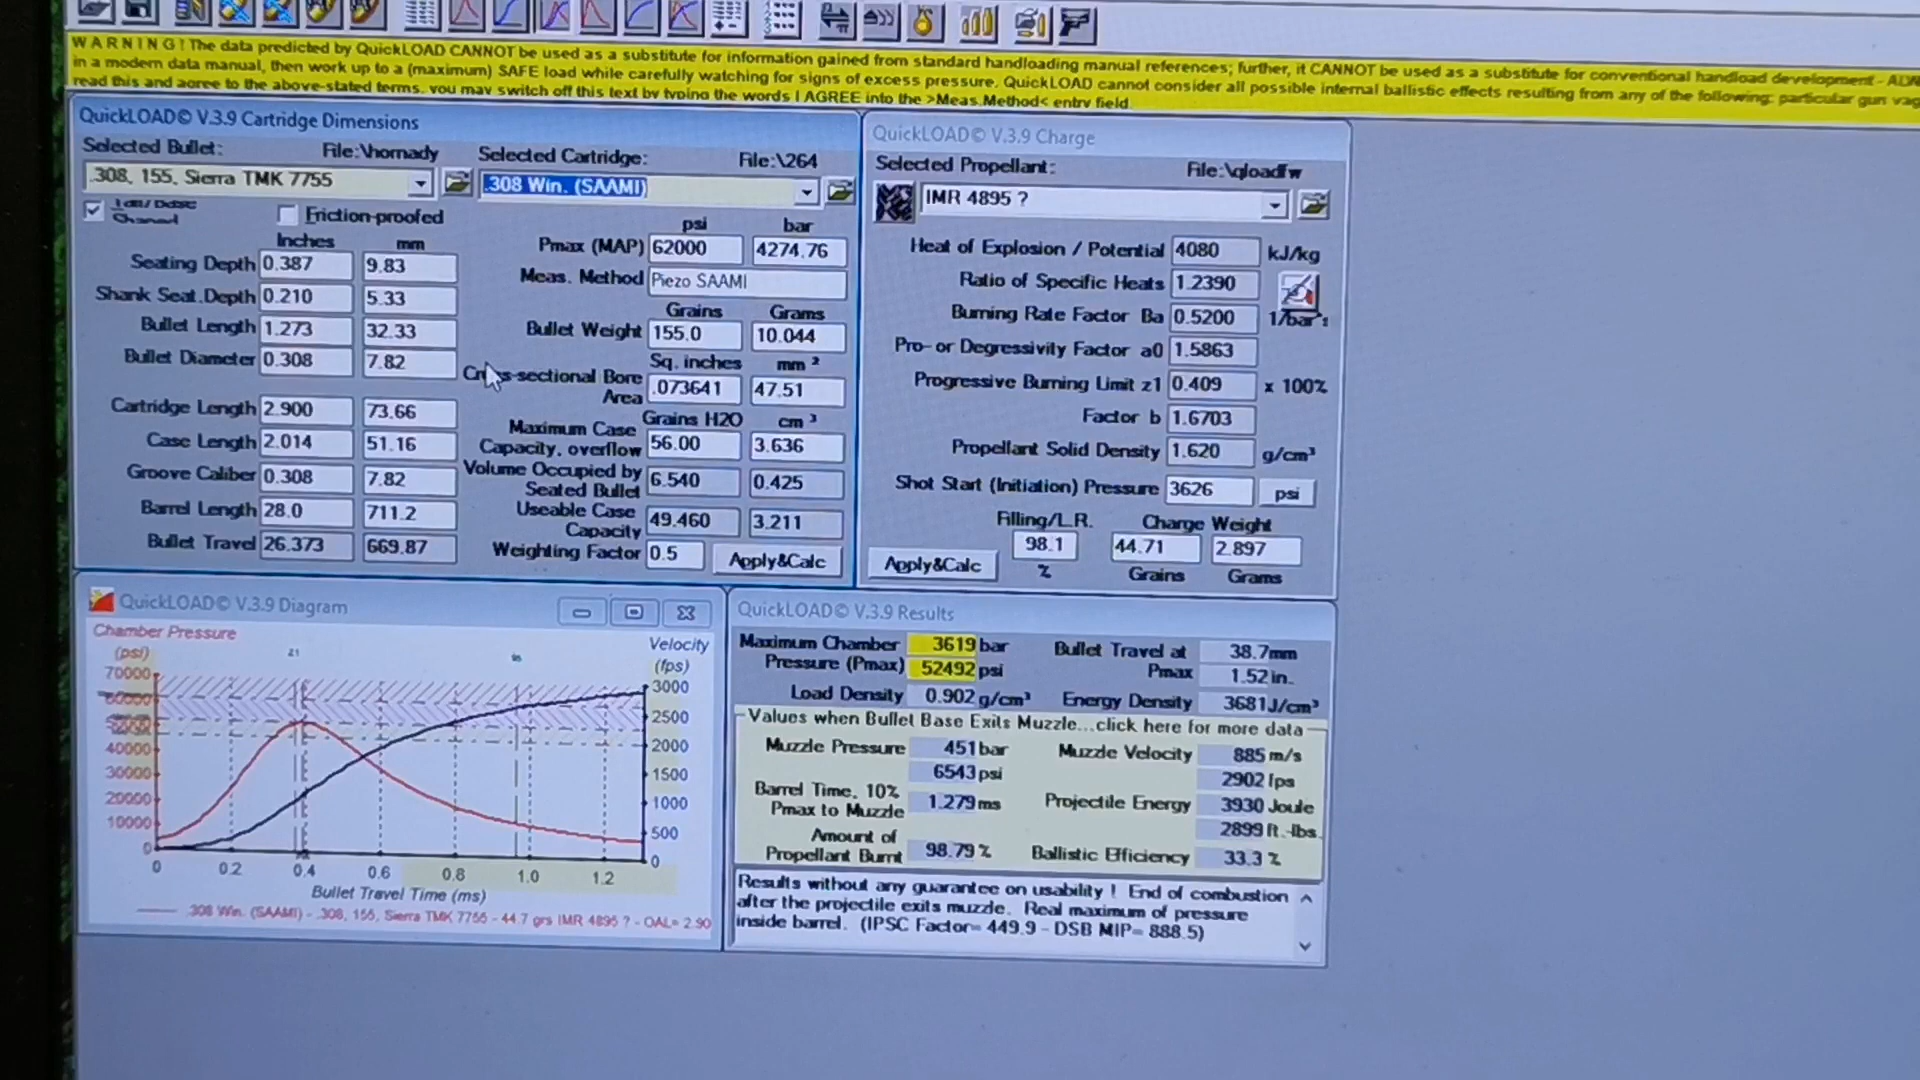 W A R N I N G ! The data predicted by QuickLOAD CANNOT be used as a substitute for information gained from standard handloading manual references; further, it CANNOT be used as a substitute for conventional handload development -
in a modern data manual, then work up to a (maximum) SAFE load while carefully watching for signs of excess pressure. QuickLOAD cannot consider all possible internal ballistic effects resulting from any of the following: particular gun
read this and agree to the above-stated terms, you may switch off this text by typing the words I AGREE into the >Meas.Method< entry field.
QuickLOAD© V.3.9 Cartridge Dimensions
Selected Bullet: File:\hornady Selected Cartridge: File:\264
.308, 155, Sierra TMK 7755 .308 Win. (SAAMI)
Friction-proofed
Inches mm psi bar
Pmax (MAP) 62000 4274.76
Seating Depth 0.387 9.83
Meas. Method Piezo SAAMI
Shank Seat.Depth 0.210 5.33
Grains Grams
Bullet Length 1.273 32.33
Bullet Weight 155.0 10.044
Bullet Diameter 0.308 7.82
Sq. inches mm ²
Cross-sectional Bore Area .073641 47.51
Cartridge Length 2.900 73.66
Grains H2O cm ³
Maximum Case Capacity, overflow 56.00 3.636
Case Length 2.014 51.16
Groove Caliber 0.308 7.82
Volume Occupied by Seated Bullet 6.540 0.425
Barrel Length 28.0 711.2
Useable Case Capacity 49.460 3.211
Bullet Travel 26.373 669.87
Weighting Factor 0.5 Apply&Calc
QuickLOAD© V.3.9 Charge
Selected Propellant: File:\qloadfw
IMR 4895 ?
Heat of Explosion / Potential 4080 kJ/kg
Ratio of Specific Heats 1.2390
Burning Rate Factor Ba 0.5200 1/bar*s
Pro- or Degressivity Factor a0 1.5863
Progressive Burning Limit z1 0.409 x 100%
Factor b 1.6703
Propellant Solid Density 1.620 g/cm³
Shot Start (Initiation) Pressure 3626 psi
Filling/L.R. Charge Weight
98.1 44.71 2.897
Apply&Calc % Grains Grams
QuickLOAD© V.3.9 Diagram
Chamber Pressure
(psi)
Velocity
(fps)
z1
70000
60000
50000
40000
30000
20000
10000
0
3000
2500
2000
1500
1000
500
0
0 0.2 0.4 0.6 0.8 1.0 1.2
Bullet Travel Time (ms)
.308 Win. (SAAMI) - .308, 155, Sierra TMK 7755 - 44.7 grs IMR 4895 ? - OAL= 2.90
QuickLOAD© V.3.9 Results
Maximum Chamber 3619 bar Bullet Travel at 38.7 mm
Pressure (Pmax) 52492 psi Pmax 1.52 in.
Load Density 0.902 g/cm³ Energy Density 3681 J/cm³
Values when Bullet Base Exits Muzzle...click here for more data
Muzzle Pressure 451 bar Muzzle Velocity 885 m/s
6543 psi 2902 fps
Barrel Time, 10% Pmax to Muzzle 1.279 ms Projectile Energy 3930 Joule
2899 ft.-lbs.
Amount of Propellant Burnt 98.79 % Ballistic Efficiency 33.3 %
Results without any guarantee on usability ! End of combustion
after the projectile exits muzzle. Real maximum of pressure
inside barrel. (IPSC Factor= 449.9 - DSB MIP= 888.5)